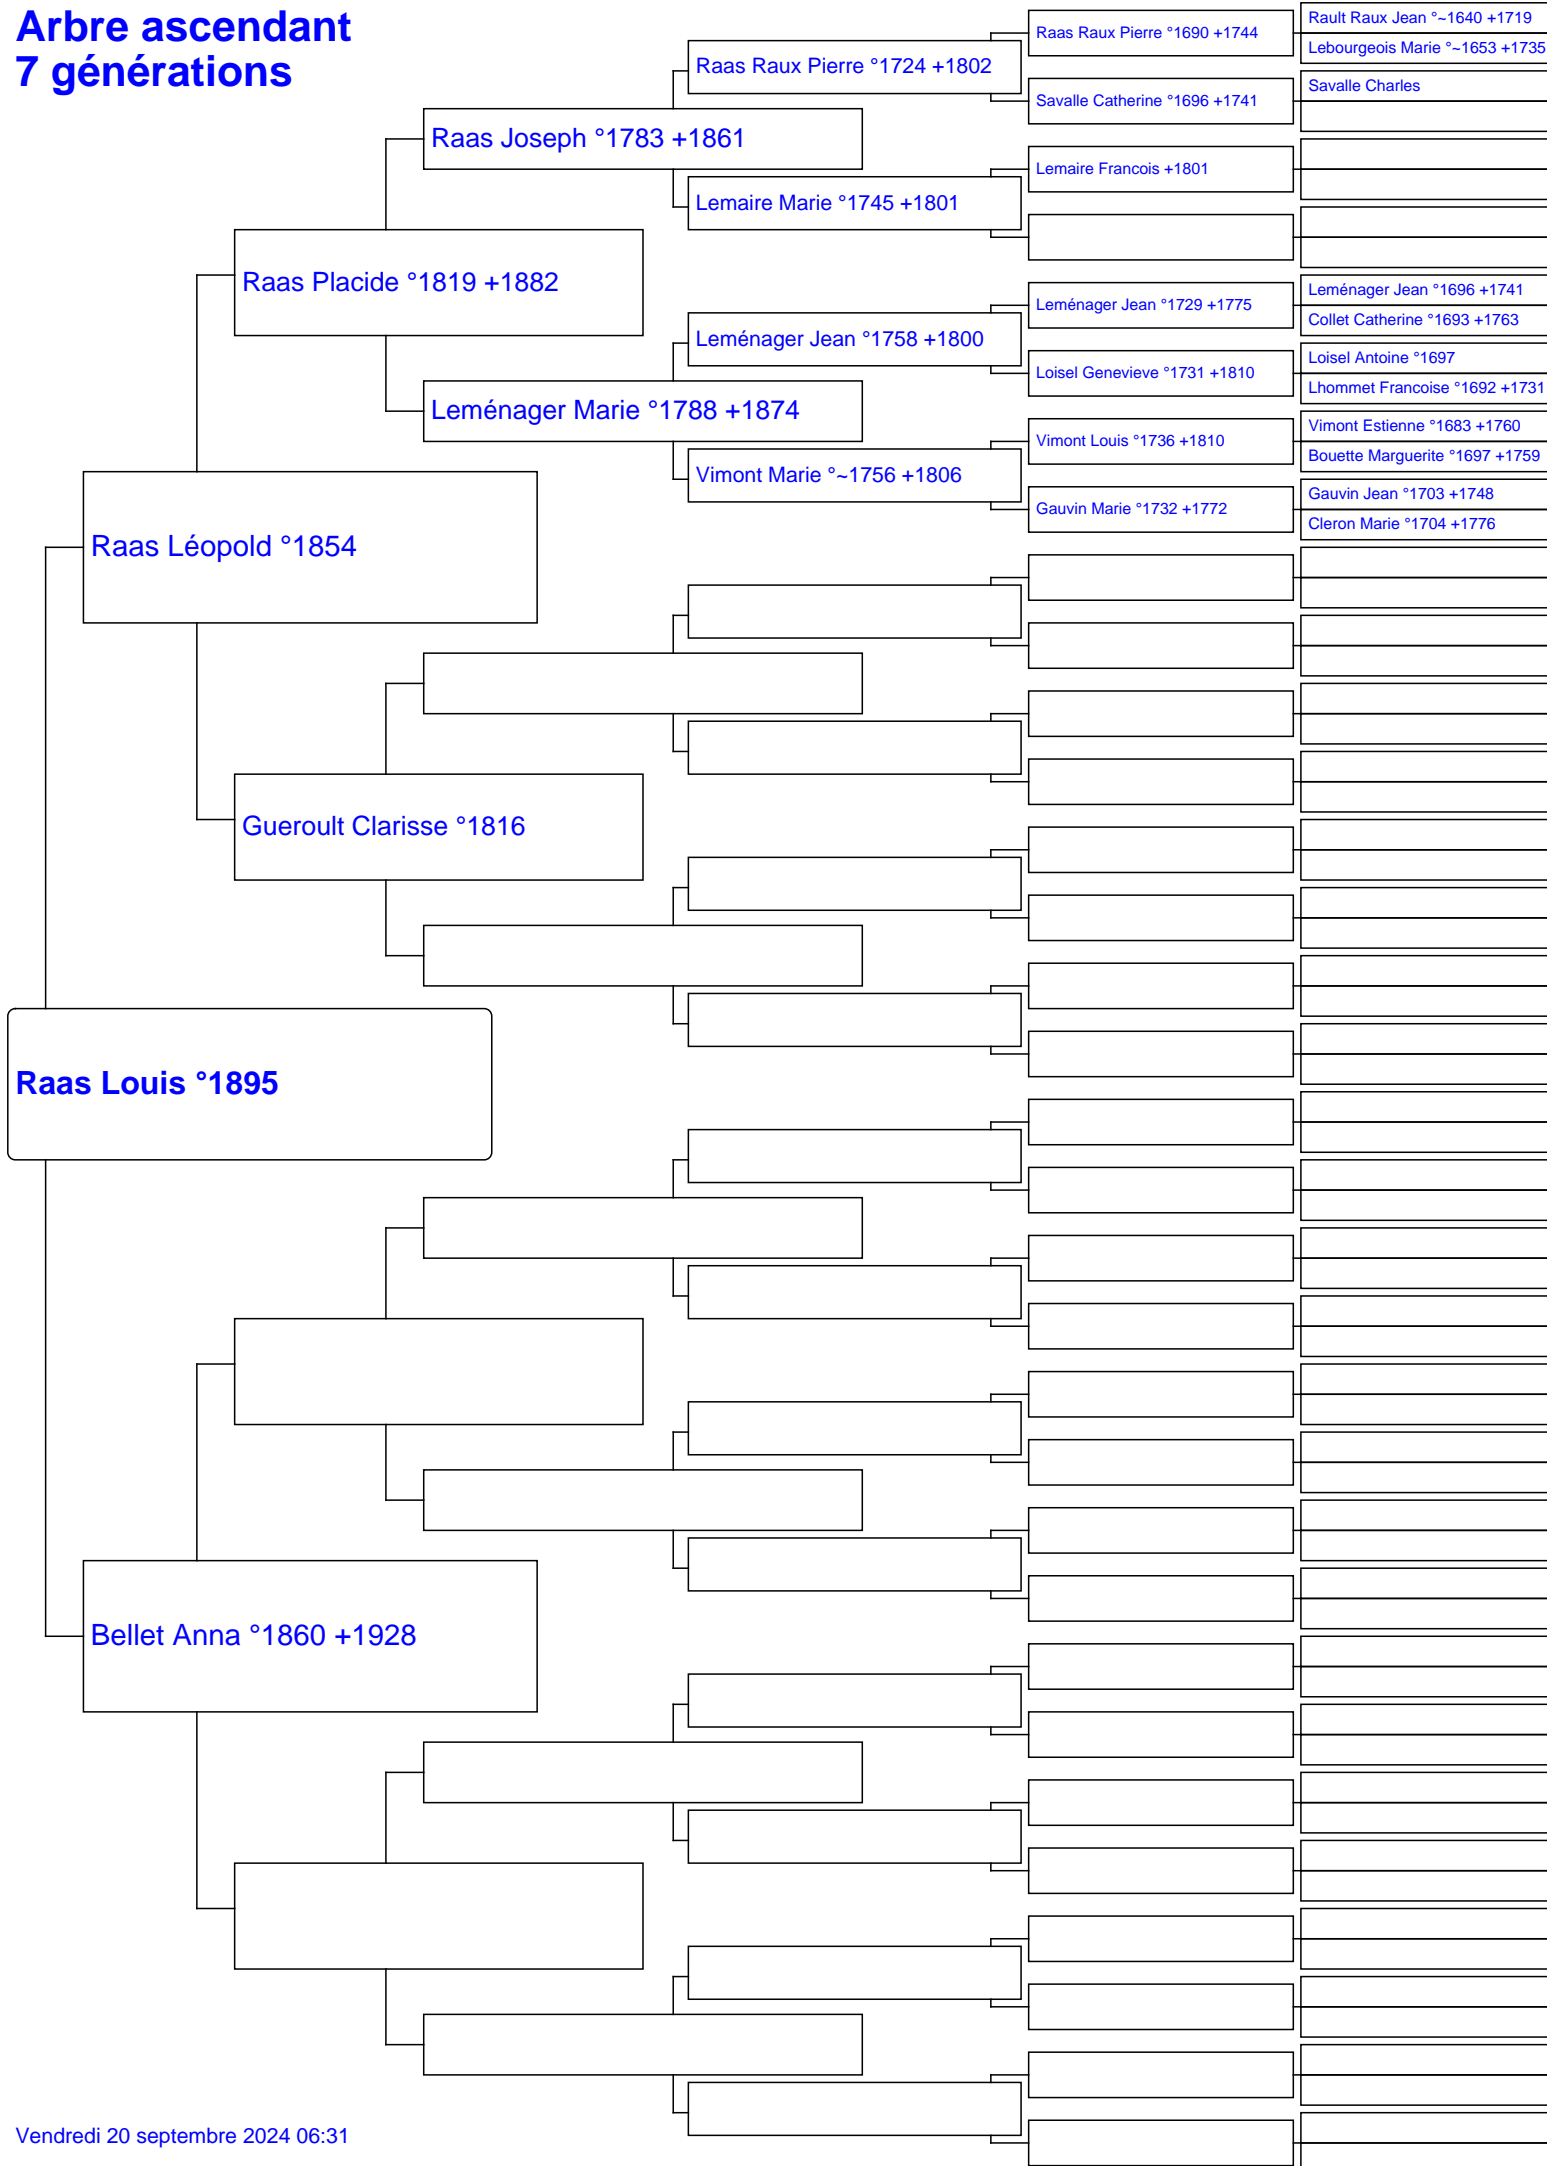 Arbre ascendant
7 générations
Raas Raux Pierre °1690 +1744
Rault Raux Jean °~1640 +1719
Lebourgeois Marie °~1653 +1735
Raas Raux Pierre °1724 +1802
Savalle Catherine °1696 +1741
Savalle Charles
Raas Joseph °1783 +1861
Lemaire Francois +1801
Lemaire Marie °1745 +1801
Raas Placide °1819 +1882
Leménager Jean °1729 +1775
Leménager Jean °1696 +1741
Collet Catherine °1693 +1763
Leménager Jean °1758 +1800
Loisel Genevieve °1731 +1810
Loisel Antoine °1697
Lhommet Francoise °1692 +1731
Leménager Marie °1788 +1874
Vimont Louis °1736 +1810
Vimont Estienne °1683 +1760
Bouette Marguerite °1697 +1759
Vimont Marie °~1756 +1806
Gauvin Marie °1732 +1772
Gauvin Jean °1703 +1748
Cleron Marie °1704 +1776
Raas Léopold °1854
Gueroult Clarisse °1816
Raas Louis °1895
Bellet Anna °1860 +1928
Vendredi 20 septembre 2024 06:31